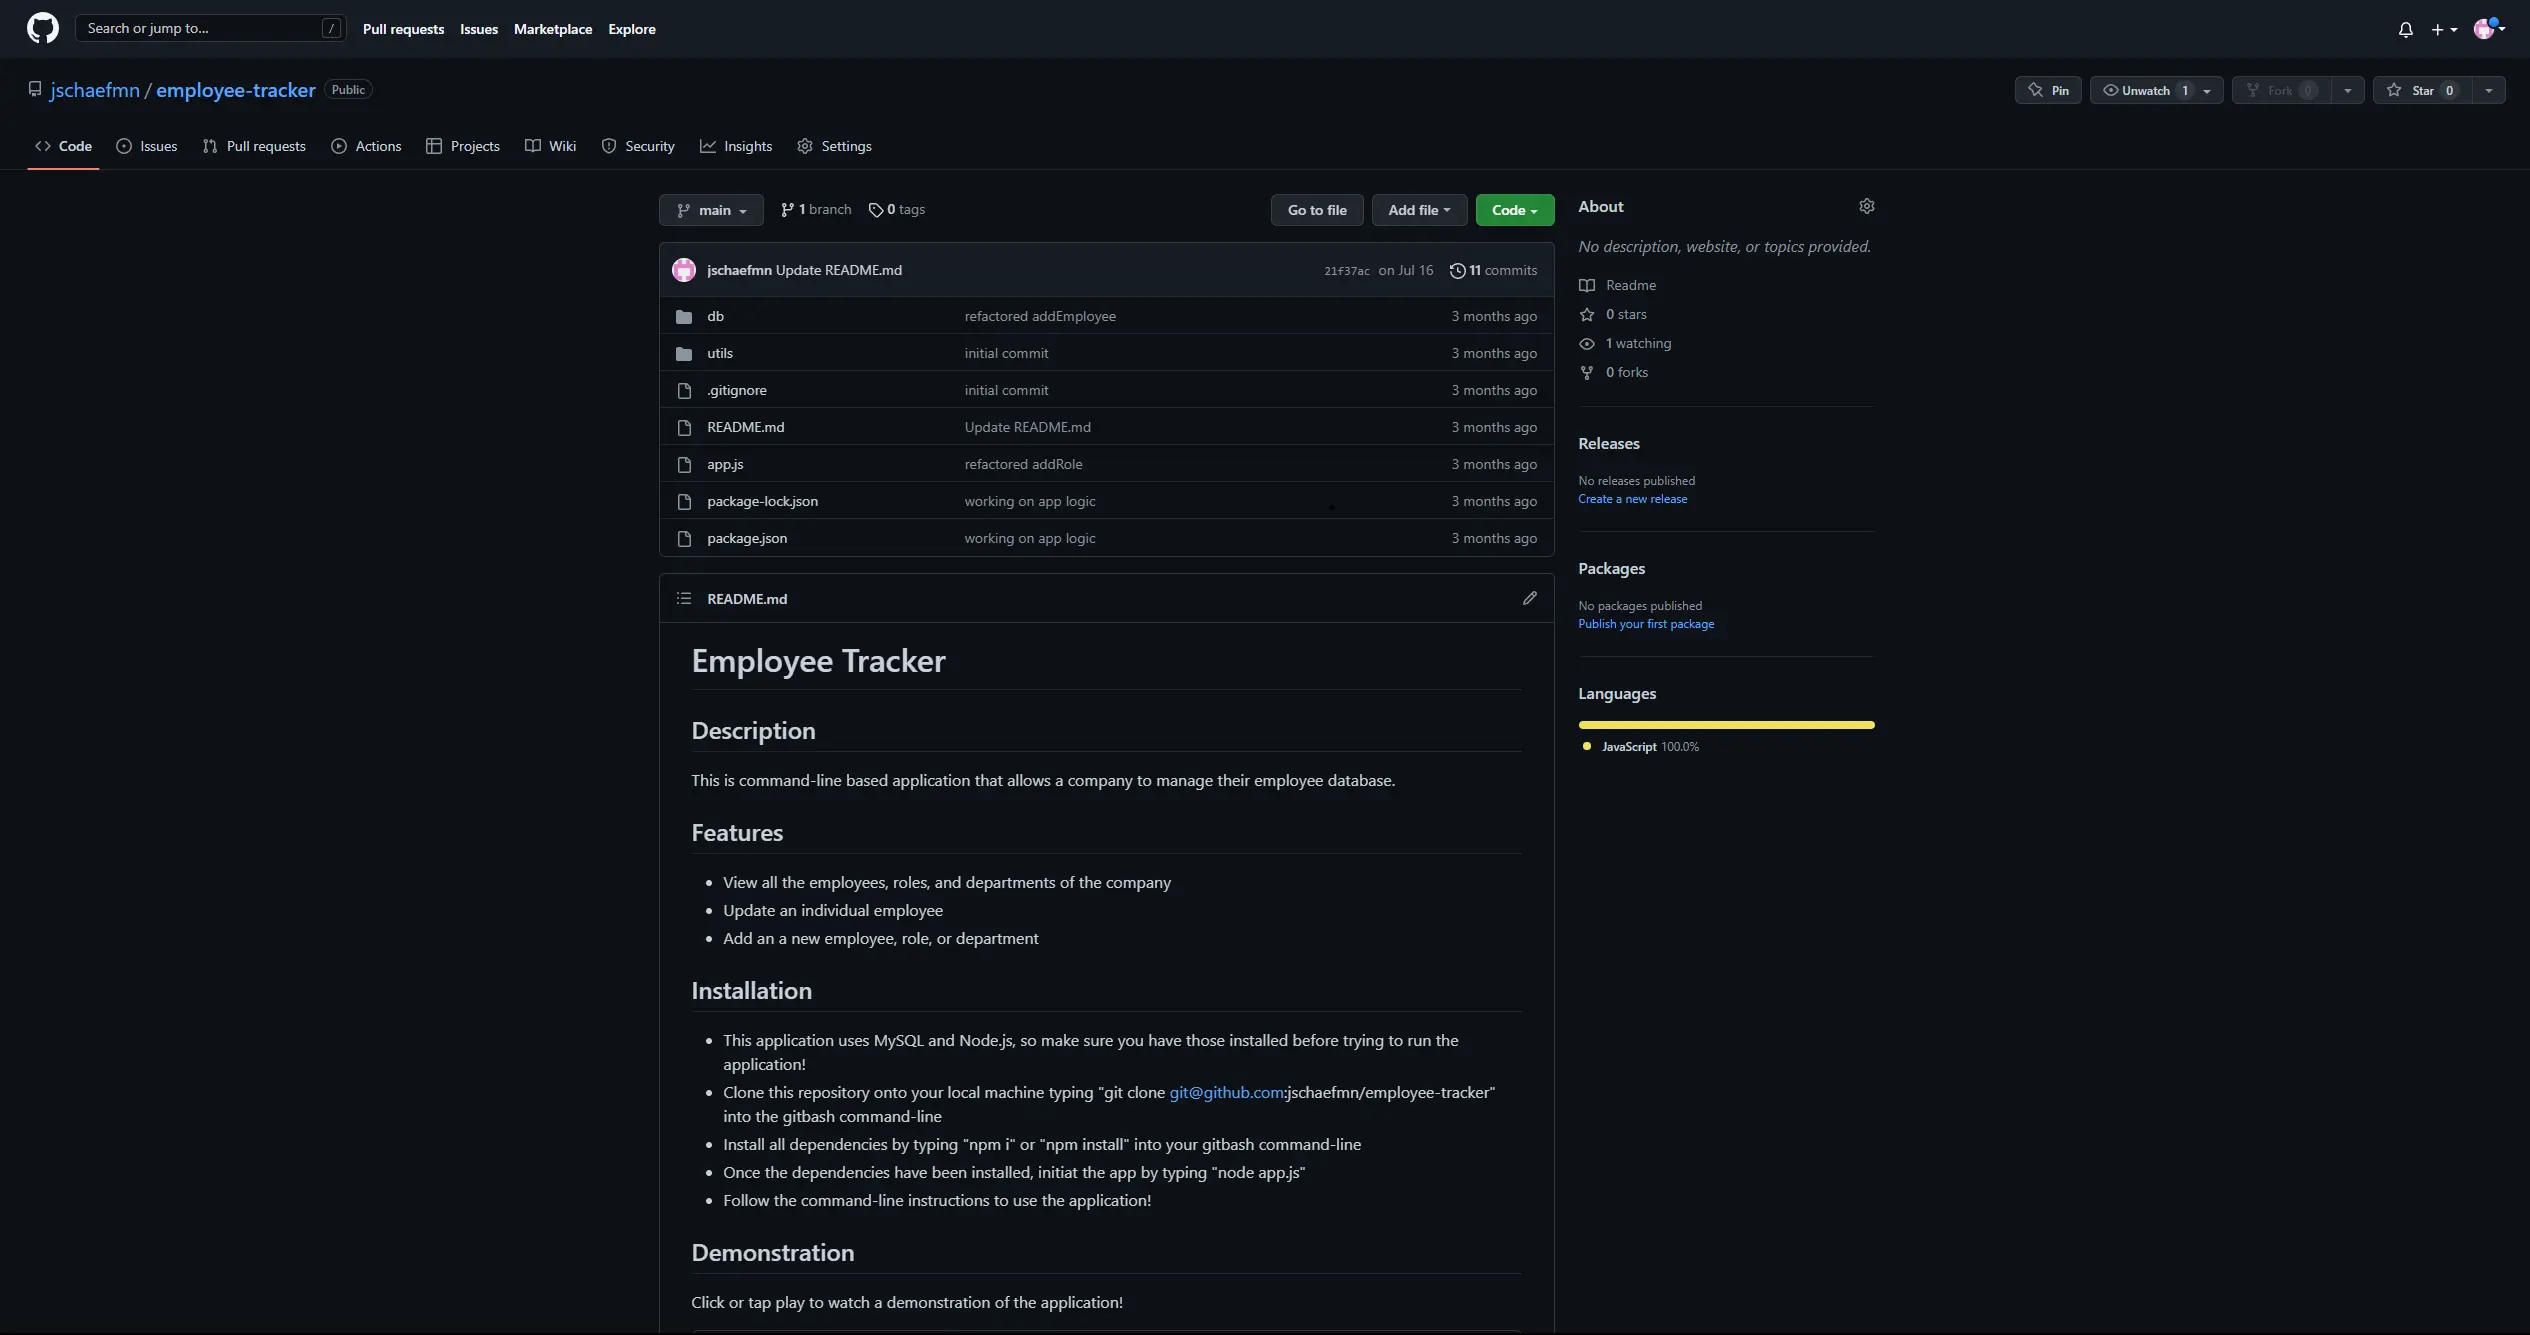 Search or jump to... /
Pull requests Issues Marketplace Explore
jschaefmn / employee-tracker Public
Pin Unwatch 1 Fork 0 Star 0
Code Issues Pull requests Actions Projects Wiki Security Insights Settings
main 1 branch 0 tags Go to file Add file Code
jschaefmn Update README.md 21f37ac on Jul 16 11 commits
db refactored addEmployee 3 months ago
utils initial commit 3 months ago
.gitignore initial commit 3 months ago
README.md Update README.md 3 months ago
app.js refactored addRole 3 months ago
package-lock.json working on app logic 3 months ago
package.json working on app logic 3 months ago
README.md
Employee Tracker
Description
This is command-line based application that allows a company to manage their employee database.
Features
• View all the employees, roles, and departments of the company
• Update an individual employee
• Add an a new employee, role, or department
Installation
• This application uses MySQL and Node.js, so make sure you have those installed before trying to run the
application!
• Clone this repository onto your local machine typing "git clone git@github.com:jschaefmn/employee-tracker"
into the gitbash command-line
• Install all dependencies by typing "npm i" or "npm install" into your gitbash command-line
• Once the dependencies have been installed, initiat the app by typing "node app.js"
• Follow the command-line instructions to use the application!
Demonstration
Click or tap play to watch a demonstration of the application!
About
No description, website, or topics provided.
Readme
0 stars
1 watching
0 forks
Releases
No releases published
Create a new release
Packages
No packages published
Publish your first package
Languages
JavaScript 100.0%